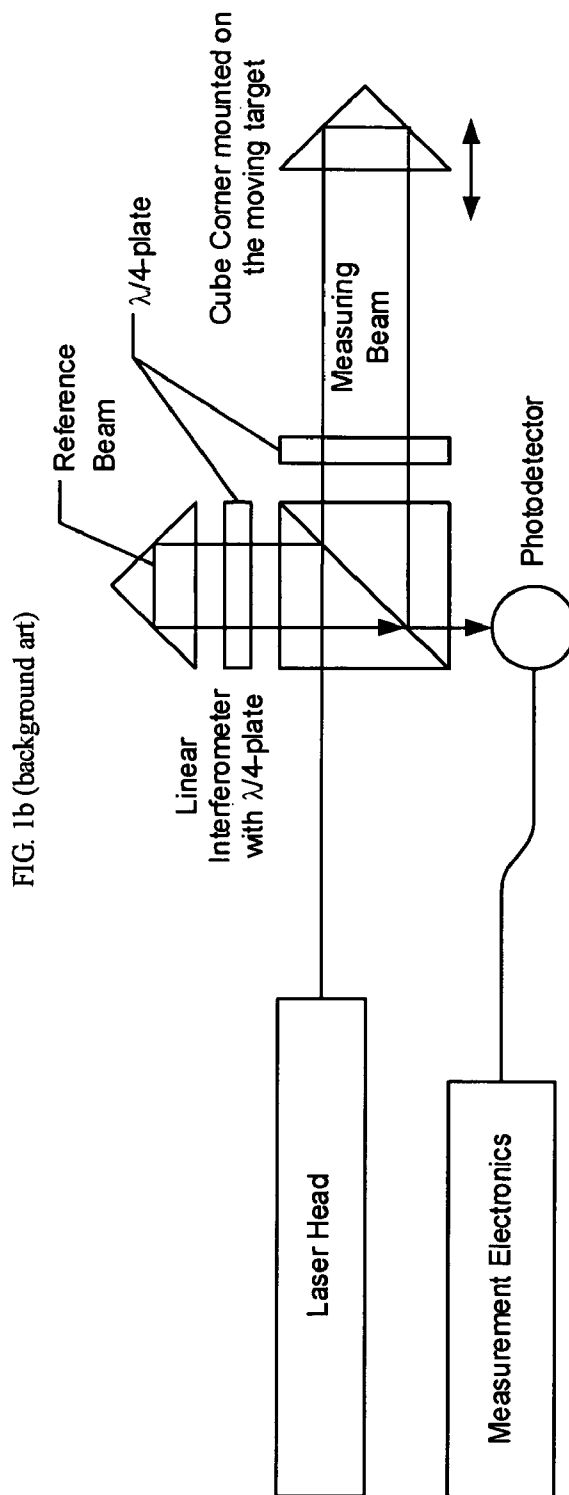 FIG. 1b (background art)
Reference
Beam
λ/4-plate
Cube Corner mounted on
the moving target
Linear
Interferometer
with λ/4-plate
Measuring
Beam
Laser Head
Photodetector
Measurement Electronics